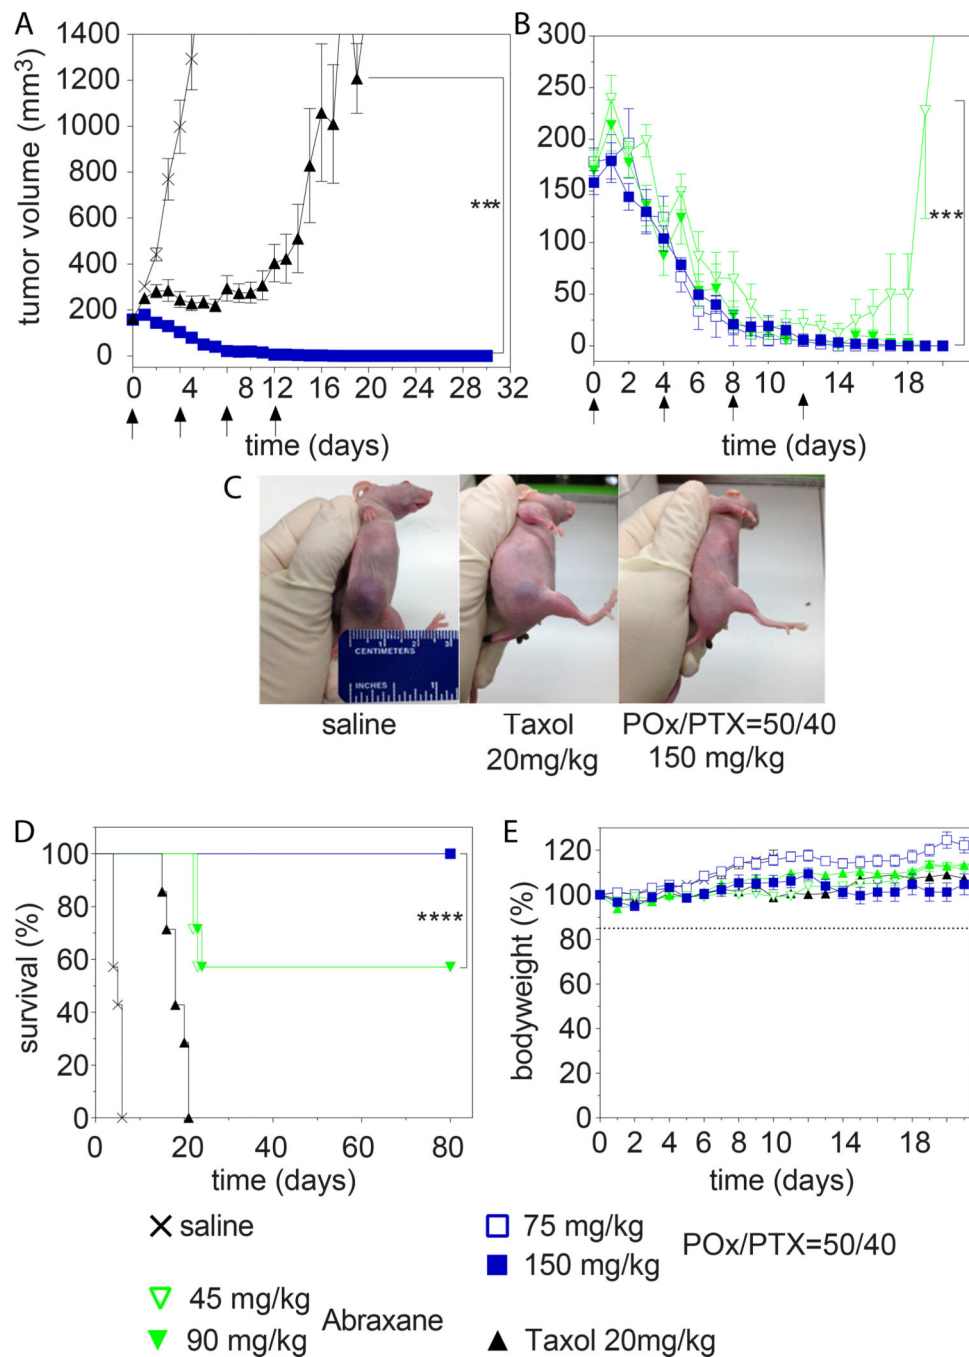 A
B
1400
1200
1000
800
600
400
200
0
tumor volume (mm³)
***
0 4 8 12 16 20 24 28 32
time (days)
300
250
200
150
100
50
0
***
0 2 4 6 8 10 12 14 18
time (days)
C
CENTIMETERS
1 2 3
INCHES 1
saline
Taxol
20mg/kg
POx/PTX=50/40
150 mg/kg
D
E
100
80
60
40
20
0
survival (%)
****
0 20 40 60 80
time (days)
120
100
80
60
40
20
0
bodyweight (%)
0 2 4 6 8 10 14 18
time (days)
saline
75 mg/kg
150 mg/kg
POx/PTX=50/40
45 mg/kg
90 mg/kg
Abraxane
Taxol 20mg/kg